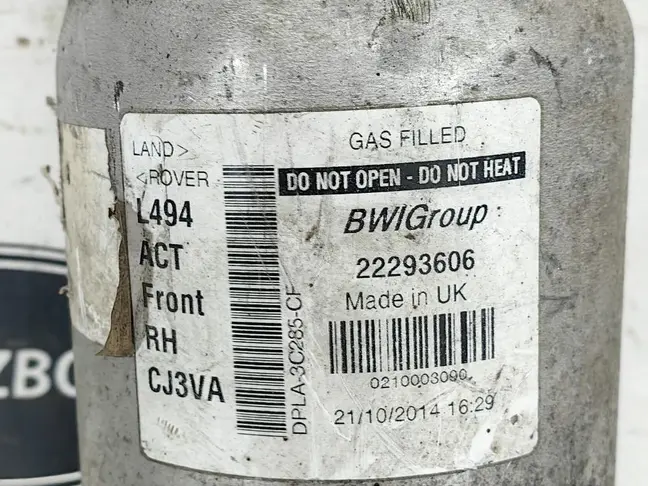 LAND>
<ROVER
L494
ACT
Front
RH
CJ3VA
DPLA-3C285-CF
GAS FILLED
DO NOT OPEN - DO NOT HEAT
BWIGroup
22293606
Made in UK
0210003090
21/10/2014 16:29
ZBO